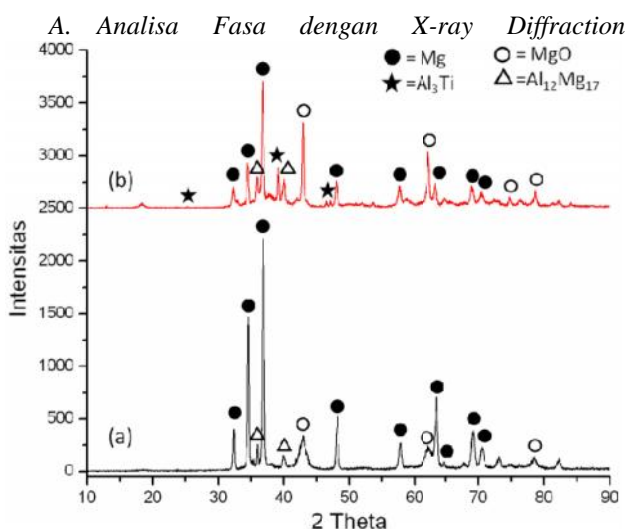 A. Analisa Fasa dengan X-ray Diffraction
● = Mg ○ = MgO
★ = Al₃Ti △ = Al₁₂Mg₁₇
4000
3500
3000
2500
2000
1500
1000
500
0
(b)
(a)
Intensitas
10 20 30 40 50 60 70 80 90
2 Theta